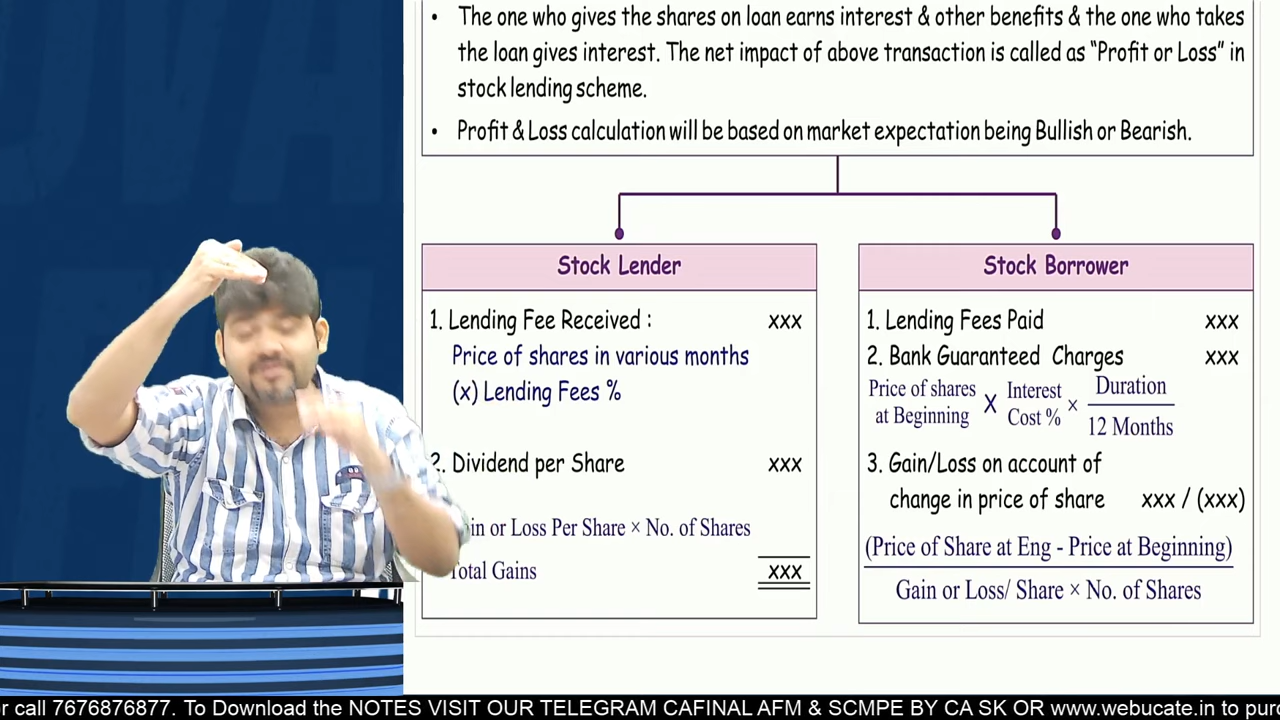 • The one who gives the shares on loan earns interest & other benefits & the one who takes
the loan gives interest. The net impact of above transaction is called as “Profit or Loss” in
stock lending scheme.
• Profit & Loss calculation will be based on market expectation being Bullish or Bearish.
Stock Lender
1. Lending Fee Received : xxx
Price of shares in various months
(x) Lending Fees %
2. Dividend per Share xxx
in or Loss Per Share × No. of Shares
Total Gains xxx
Stock Borrower
1. Lending Fees Paid xxx
2. Bank Guaranteed Charges xxx
Price of shares at Beginning X Interest Cost % × Duration / 12 Months
3. Gain/Loss on account of
change in price of share xxx / (xxx)
(Price of Share at Eng - Price at Beginning)
Gain or Loss/ Share × No. of Shares
r call 7676876877. To Download the NOTES VISIT OUR TELEGRAM CAFINAL AFM & SCMPE BY CA SK OR www.webucate.in to purc